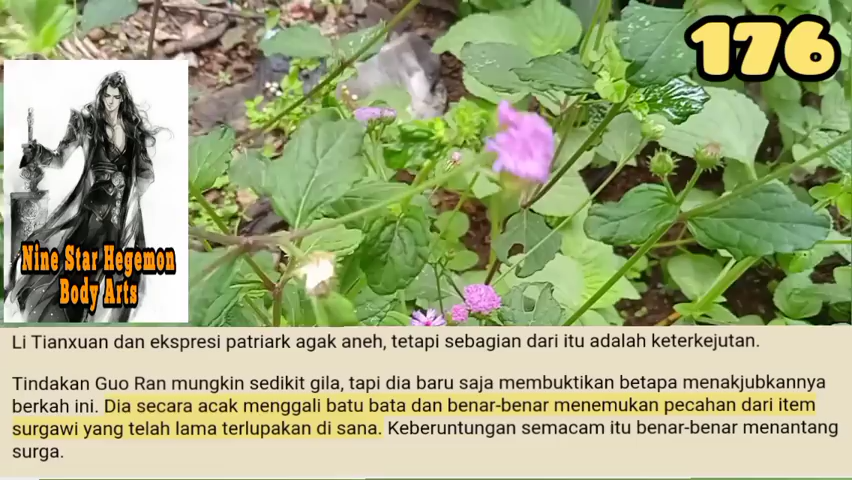 176
Nine Star Hegemon
Body Arts
Li Tianxuan dan ekspresi patriark agak aneh, tetapi sebagian dari itu adalah keterkejutan.
Tindakan Guo Ran mungkin sedikit gila, tapi dia baru saja membuktikan betapa menakjubkannya
berkah ini. Dia secara acak menggali batu bata dan benar-benar menemukan pecahan dari item
surgawi yang telah lama terlupakan di sana. Keberuntungan semacam itu benar-benar menantang
surga.